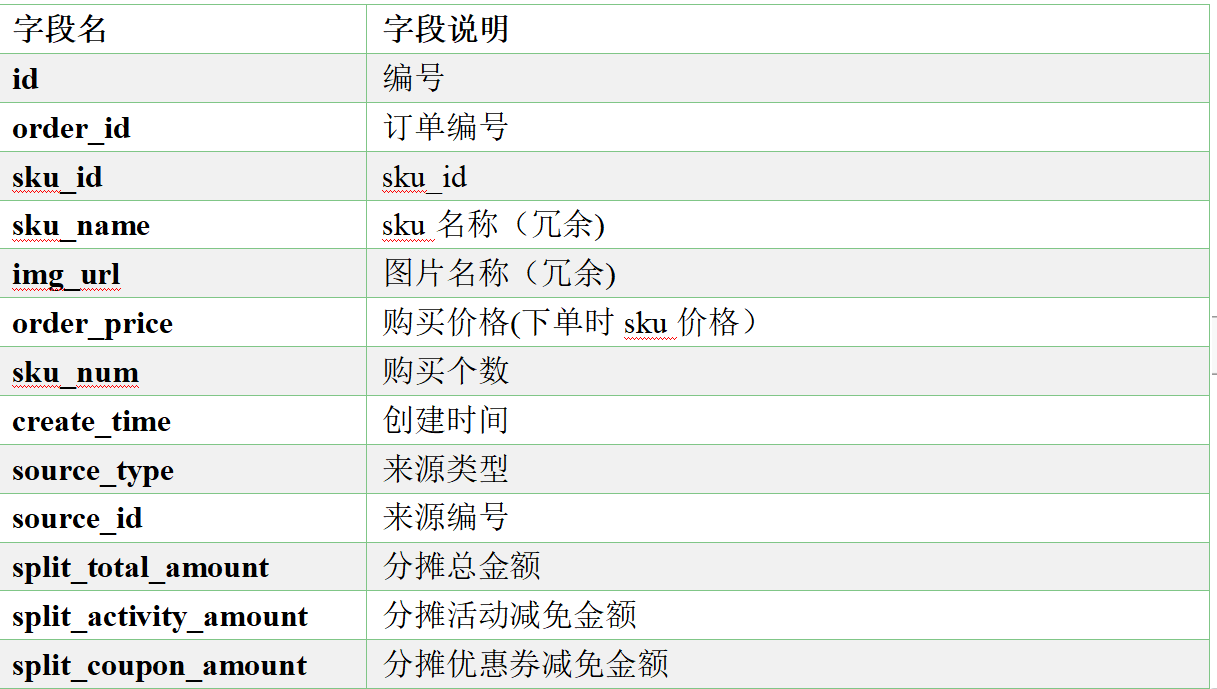 字段名 字段说明
id 编号
order_id 订单编号
sku_id sku_id
sku_name sku 名称（冗余)
img_url 图片名称（冗余)
order_price 购买价格(下单时 sku 价格）
sku_num 购买个数
create_time 创建时间
source_type 来源类型
source_id 来源编号
split_total_amount 分摊总金额
split_activity_amount 分摊活动减免金额
split_coupon_amount 分摊优惠券减免金额